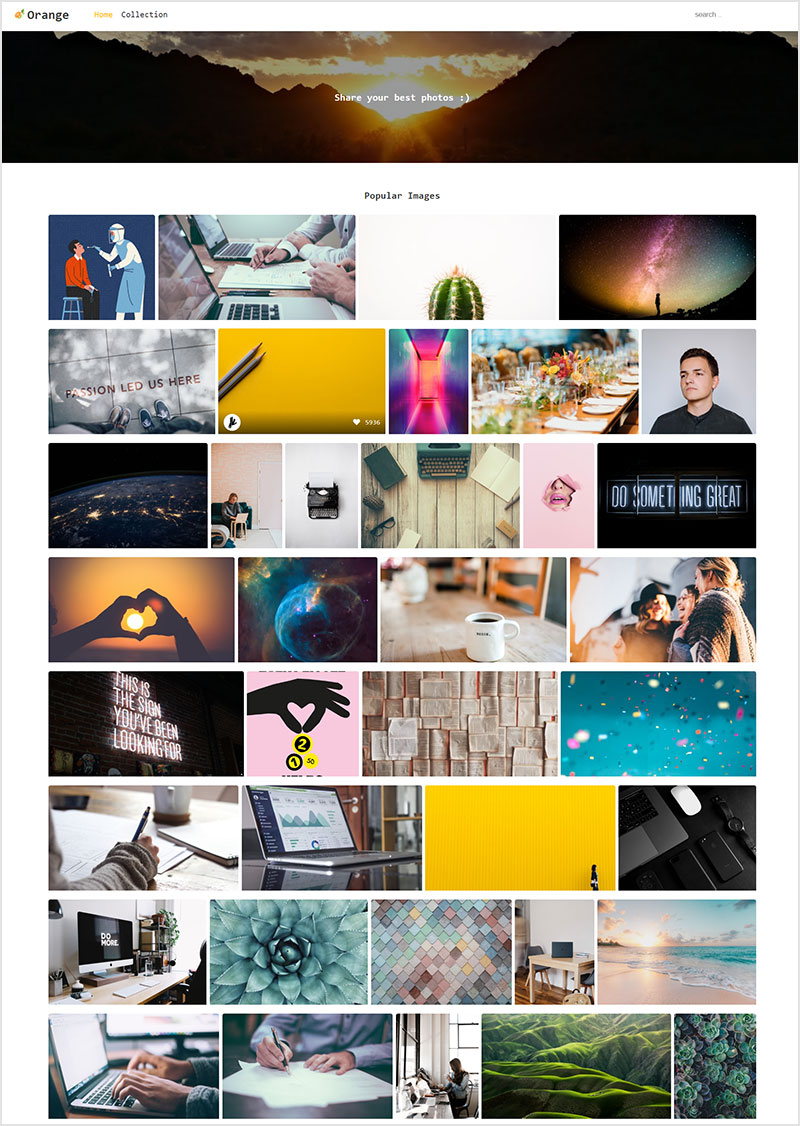 Orange
Home Collection
search...
Share your best photos :)
Popular Images
PASSION LED US HERE
5936
DO SOMETHING GREAT
THIS IS
THE SIGN
YOU'VE BEEN
LOOKING FOR
2
1
50
DO
MORE.